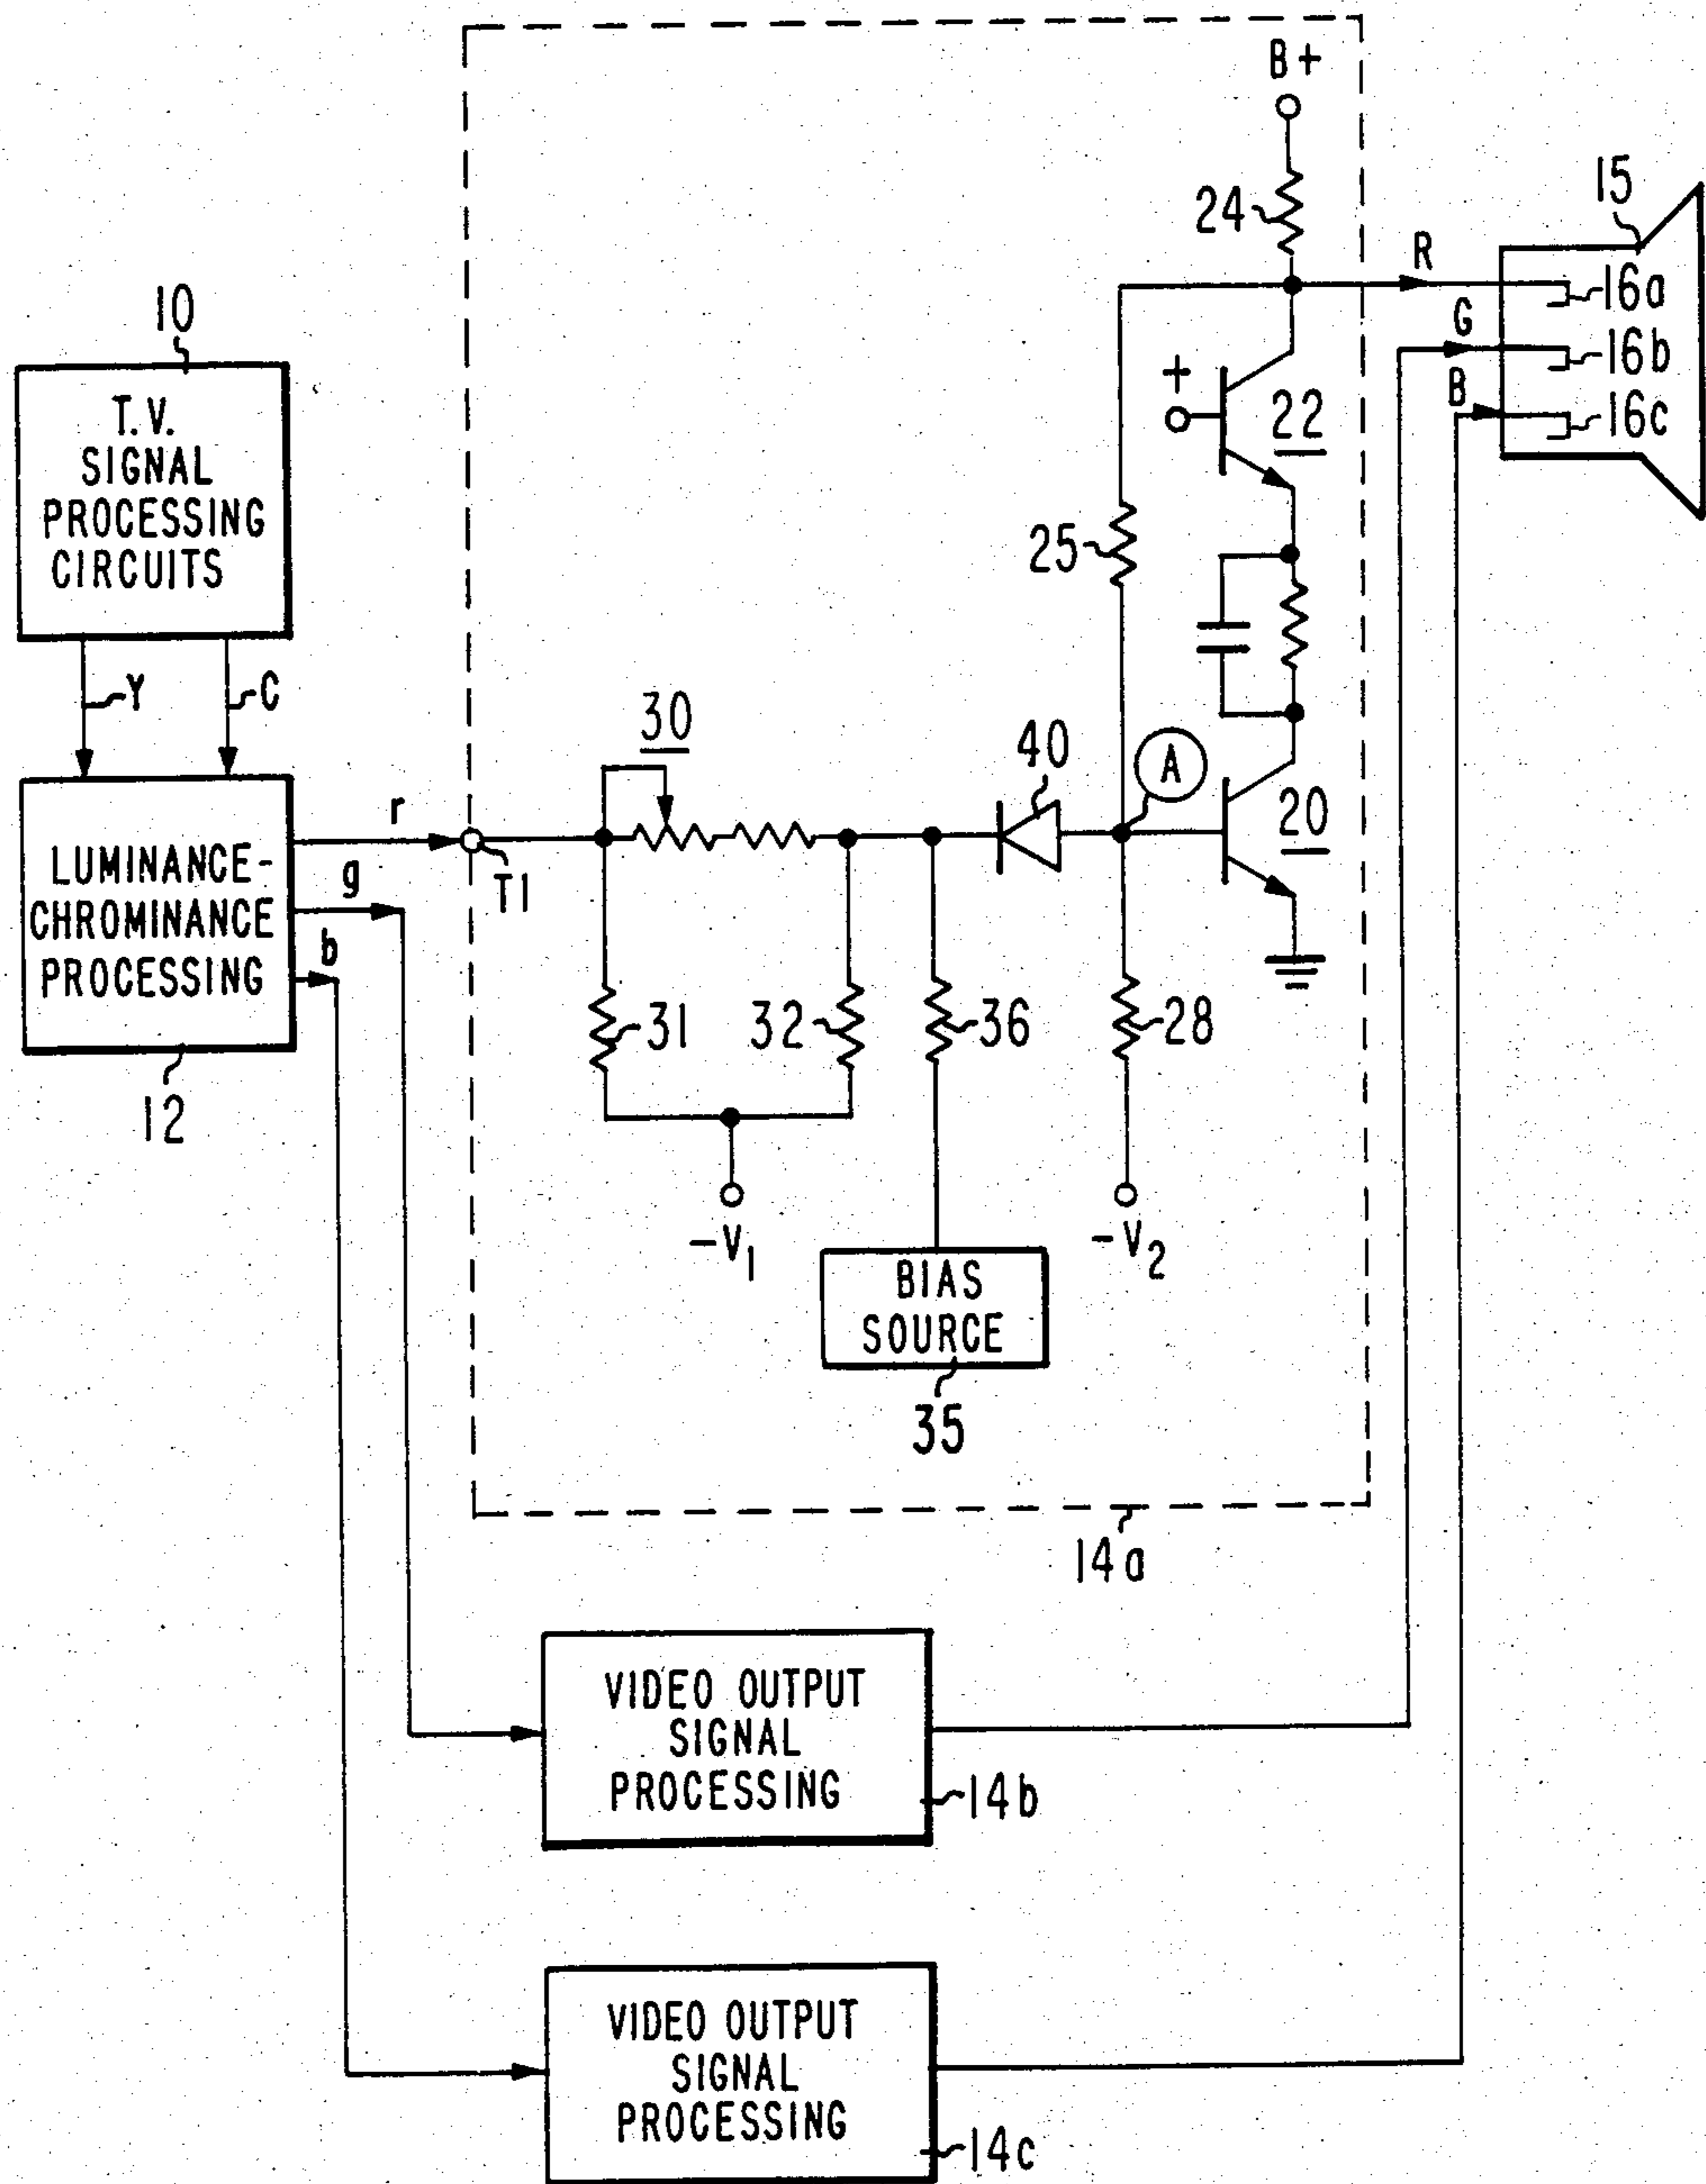 B+
15
24
R
16a
10
G
16b
+
22
B
16c
T.V.
SIGNAL
PROCESSING
CIRCUITS
25
Y
C
30
40
A
r
20
LUMINANCE-
CHROMINANCE
PROCESSING
T1
g
b
31
32
36
28
12
-V1
-V2
BIAS
SOURCE
35
14a
VIDEO OUTPUT
SIGNAL
PROCESSING
14b
VIDEO OUTPUT
SIGNAL
PROCESSING
14c